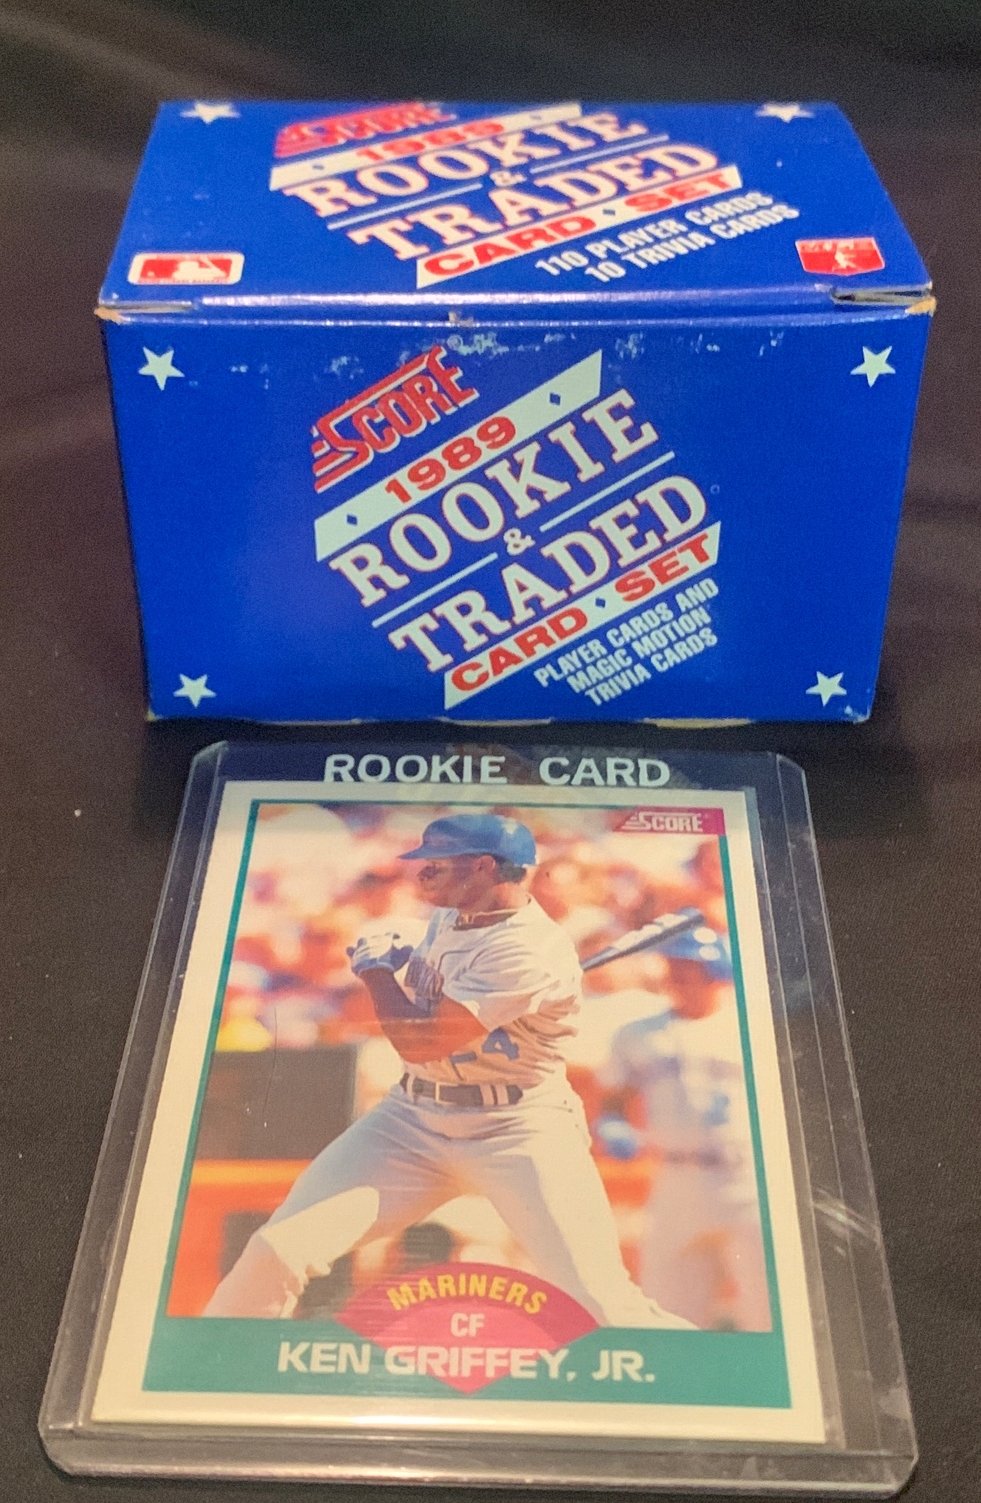 SCORE
1989
ROOKIE
&
TRADED
CARD • SET
110 PLAYER CARDS
10 TRIVIA CARDS
SCORE
1989
ROOKIE
&
TRADED
CARD • SET
PLAYER CARDS AND
MAGIC MOTION
TRIVIA CARDS
ROOKIE CARD
SCORE
MARINERS
CF
KEN GRIFFEY, JR.